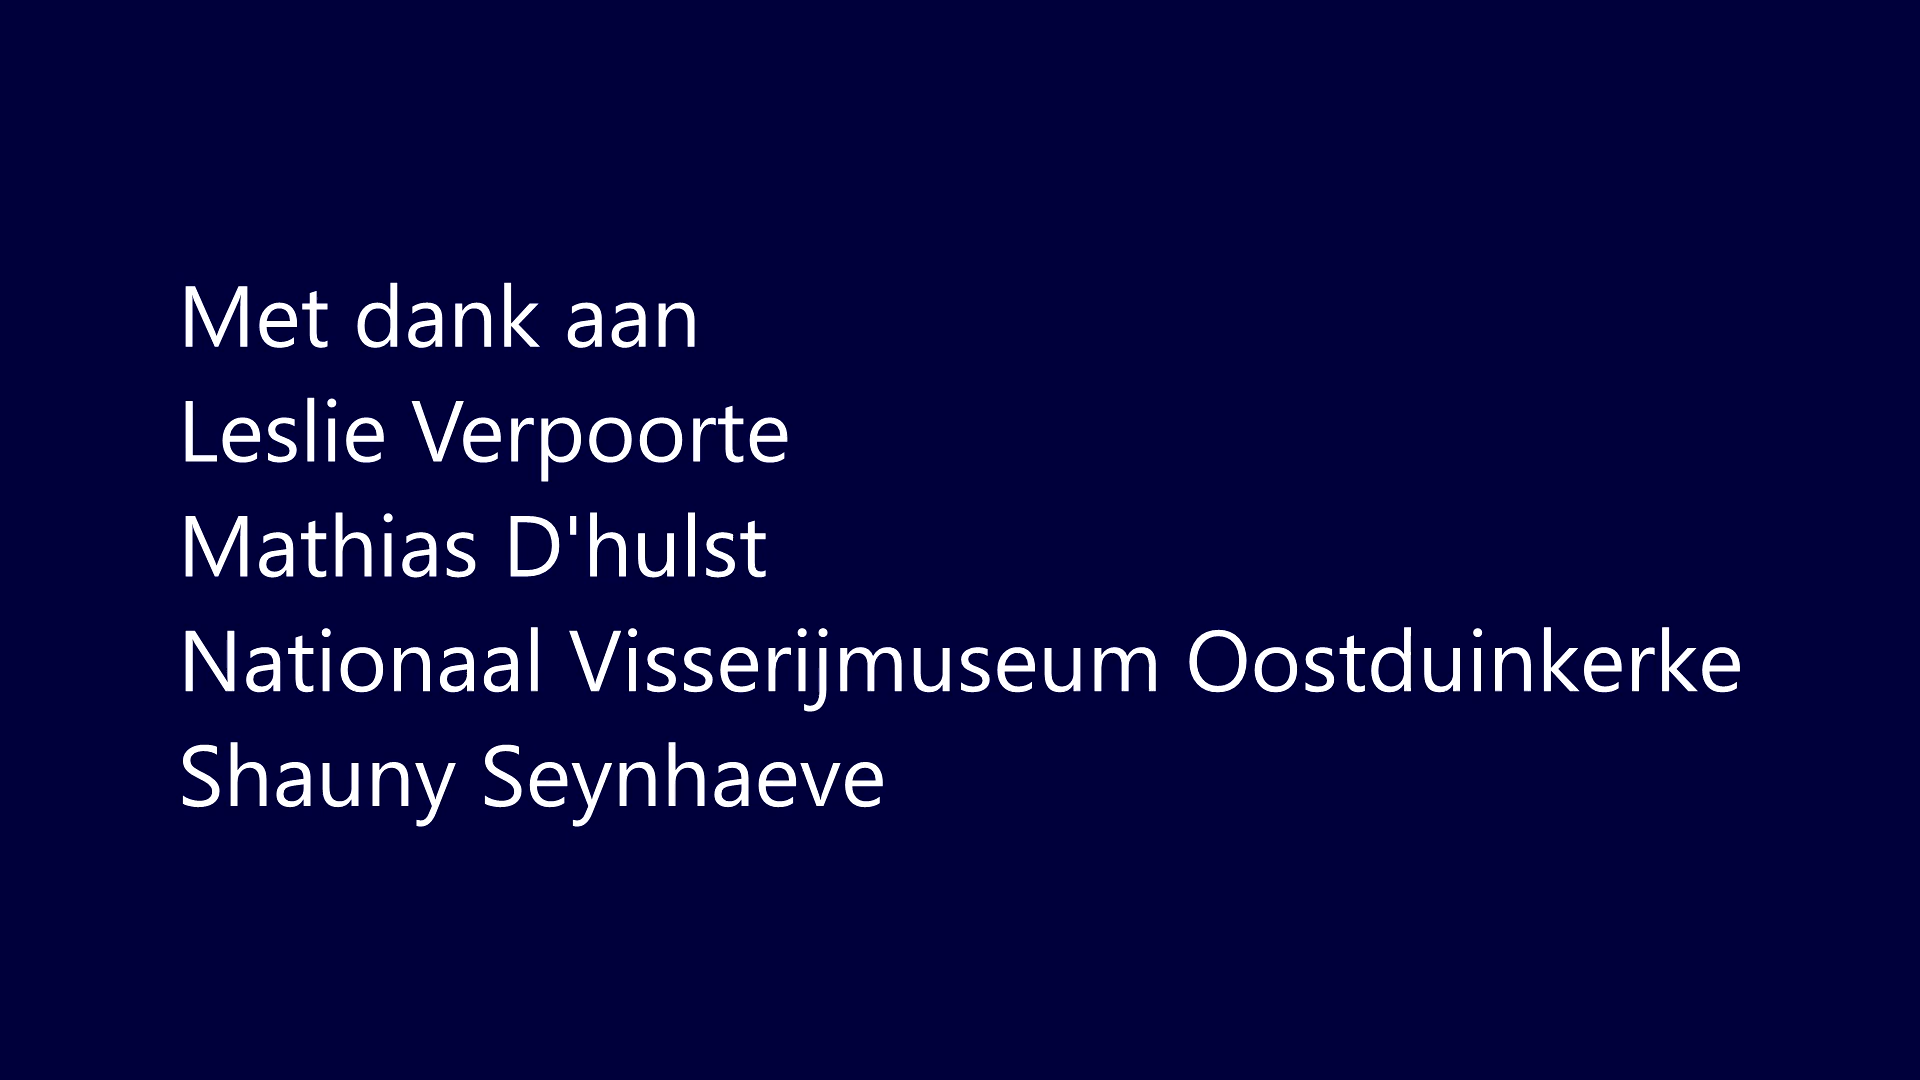 Met dank aan
Leslie Verpoorte
Mathias D'hulst
Nationaal Visserijmuseum Oostduinkerke
Shauny Seynhaeve